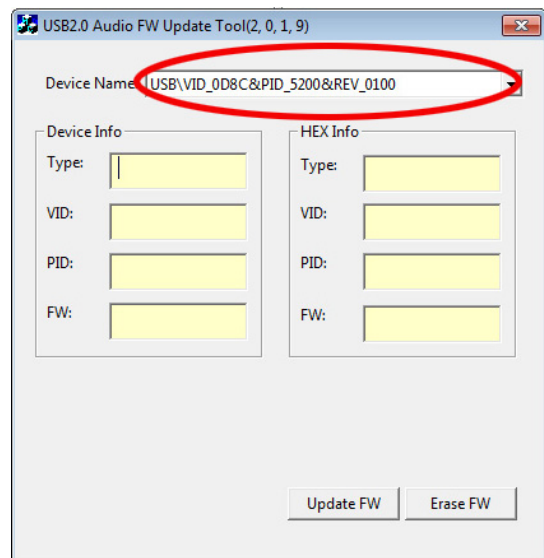 USB2.0 Audio FW Update Tool(2, 0, 1, 9)
Device Name: USB\VID_0D8C&PID_5200&REV_0100
Device Info
Type:
VID:
PID:
FW:
HEX Info
Type:
VID:
PID:
FW:
Update FW Erase FW